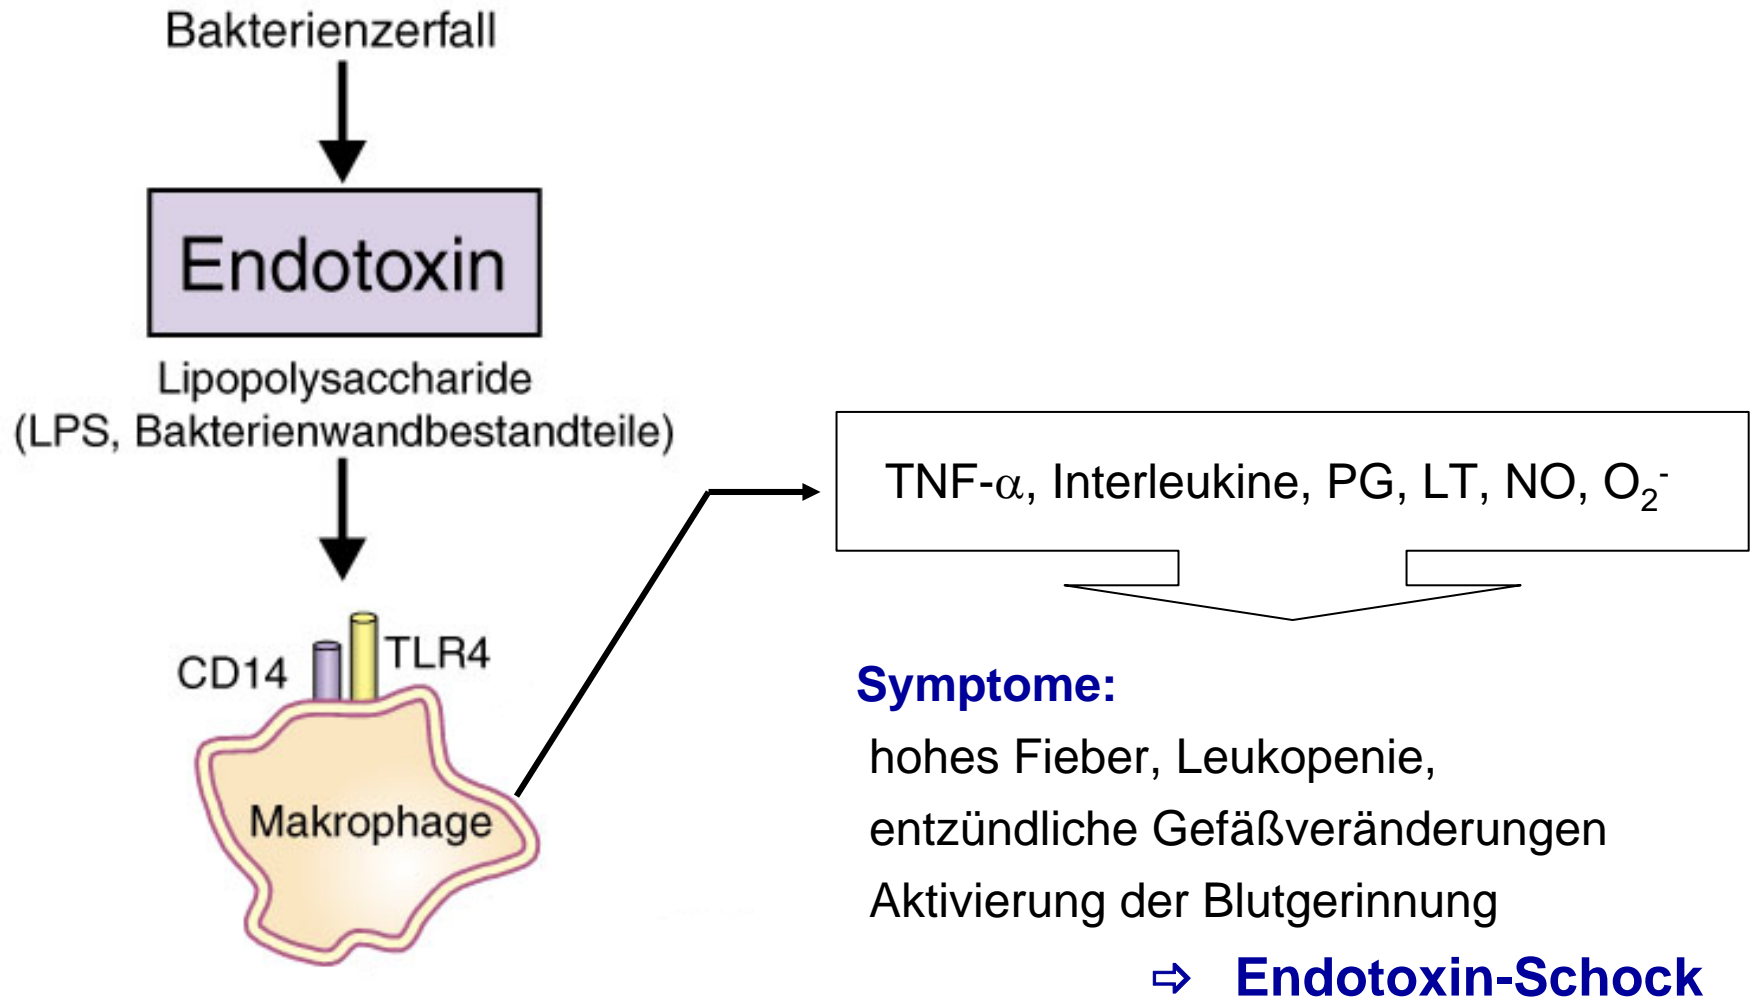 Bakterienzerfall
Endotoxin
Lipopolysaccharide
(LPS, Bakterienwandbestandteile)
CD14
TLR4
Makrophage
TNF-α, Interleukine, PG, LT, NO, O₂⁻
Symptome:
hohes Fieber, Leukopenie,
entzündliche Gefäßveränderungen
Aktivierung der Blutgerinnung
⇨ Endotoxin-Schock